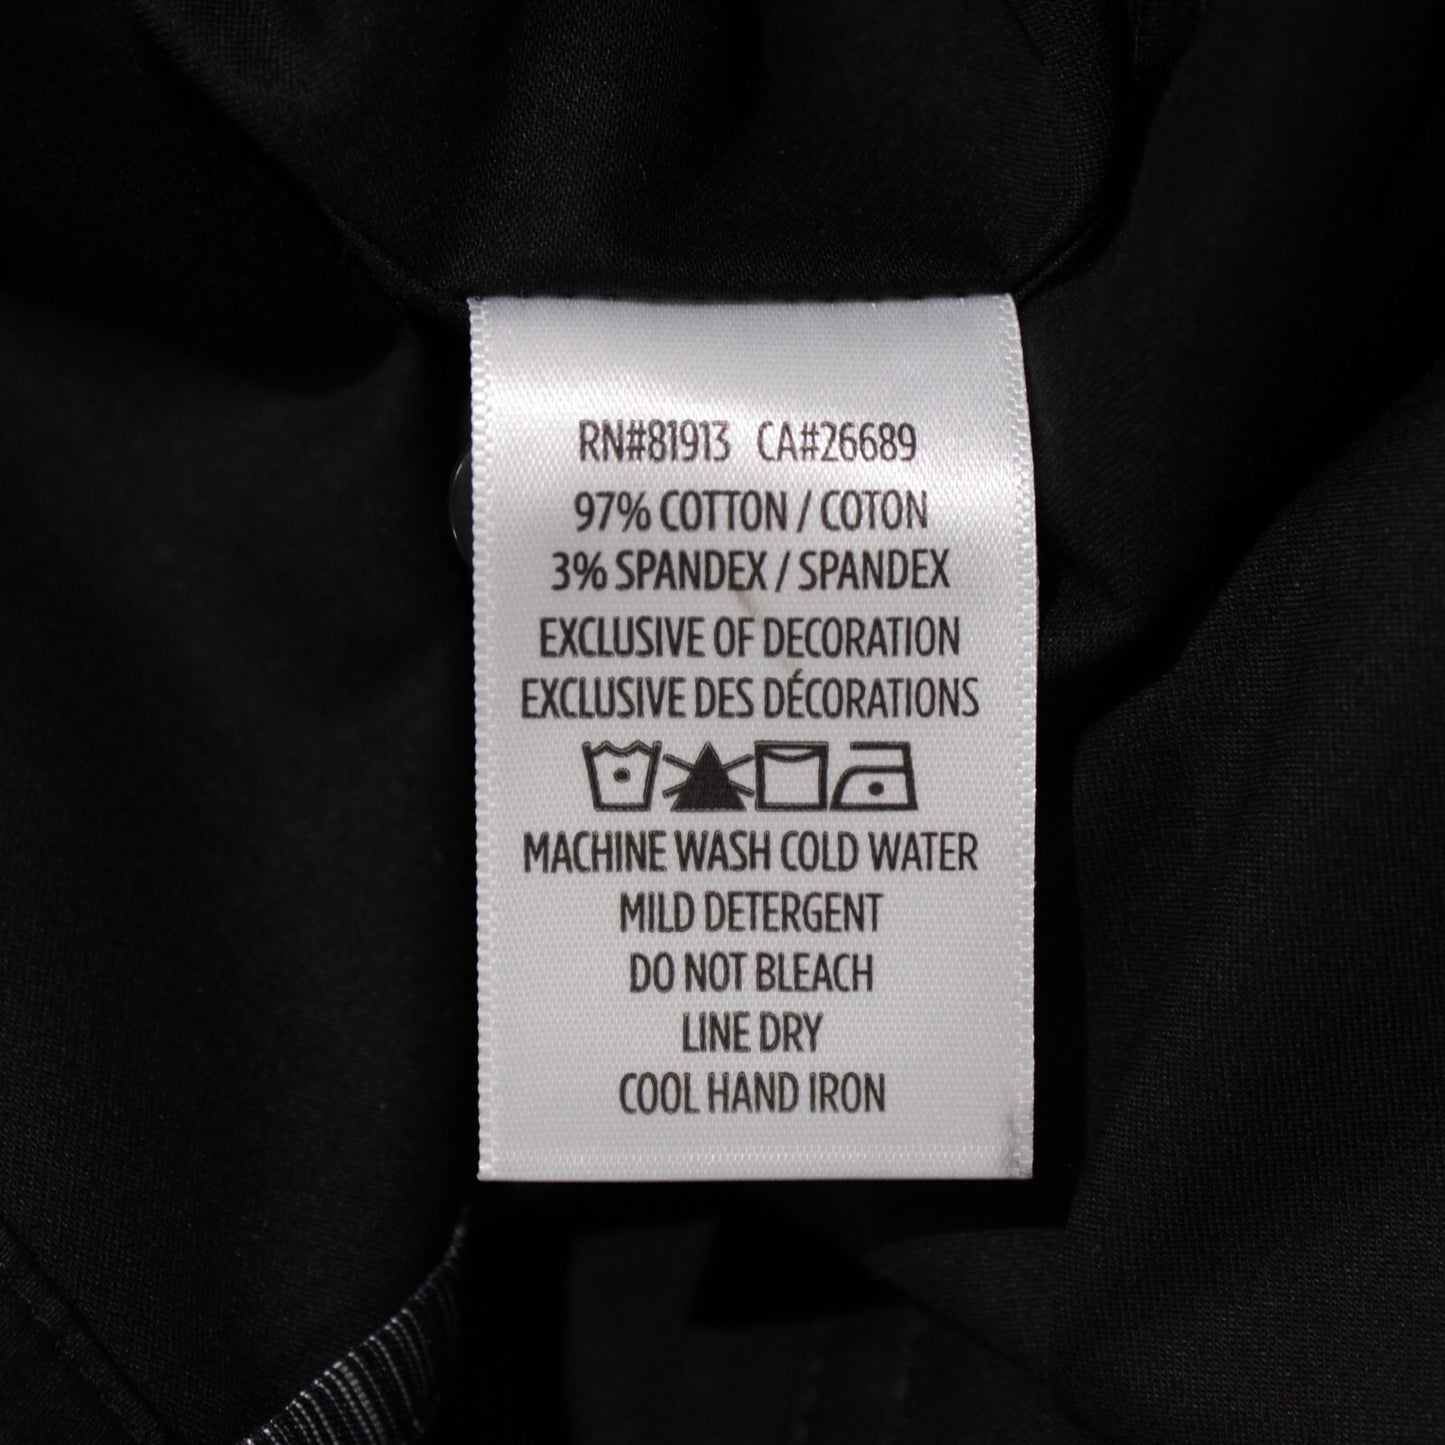 RN#81913 CA#26689
97% COTTON / COTON
3% SPANDEX / SPANDEX
EXCLUSIVE OF DECORATION
EXCLUSIVE DES DÉCORATIONS
MACHINE WASH COLD WATER
MILD DETERGENT
DO NOT BLEACH
LINE DRY
COOL HAND IRON